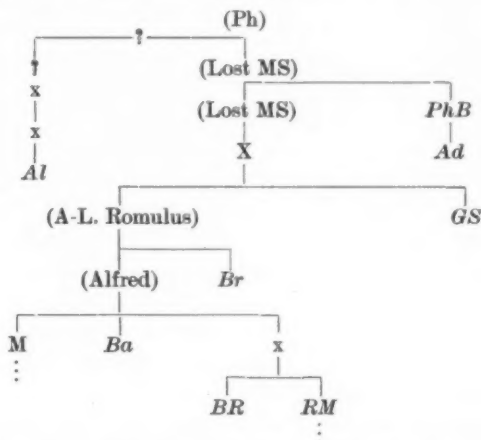 (Ph)
?
? (Lost MS)
x (Lost MS) PhB
x X Ad
Al
(A-L. Romulus) GS
(Alfred) Br
M Ba x
BR RM